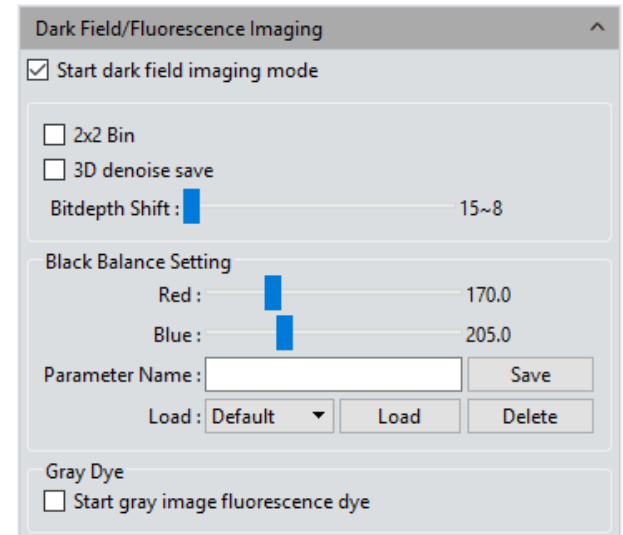 Dark Field/Fluorescence Imaging
Start dark field imaging mode
2x2 Bin
3D denoise save
Bitdepth Shift : 15~8
Black Balance Setting
Red : 170.0
Blue : 205.0
Parameter Name : Save
Load : Default Load Delete
Gray Dye
Start gray image fluorescence dye